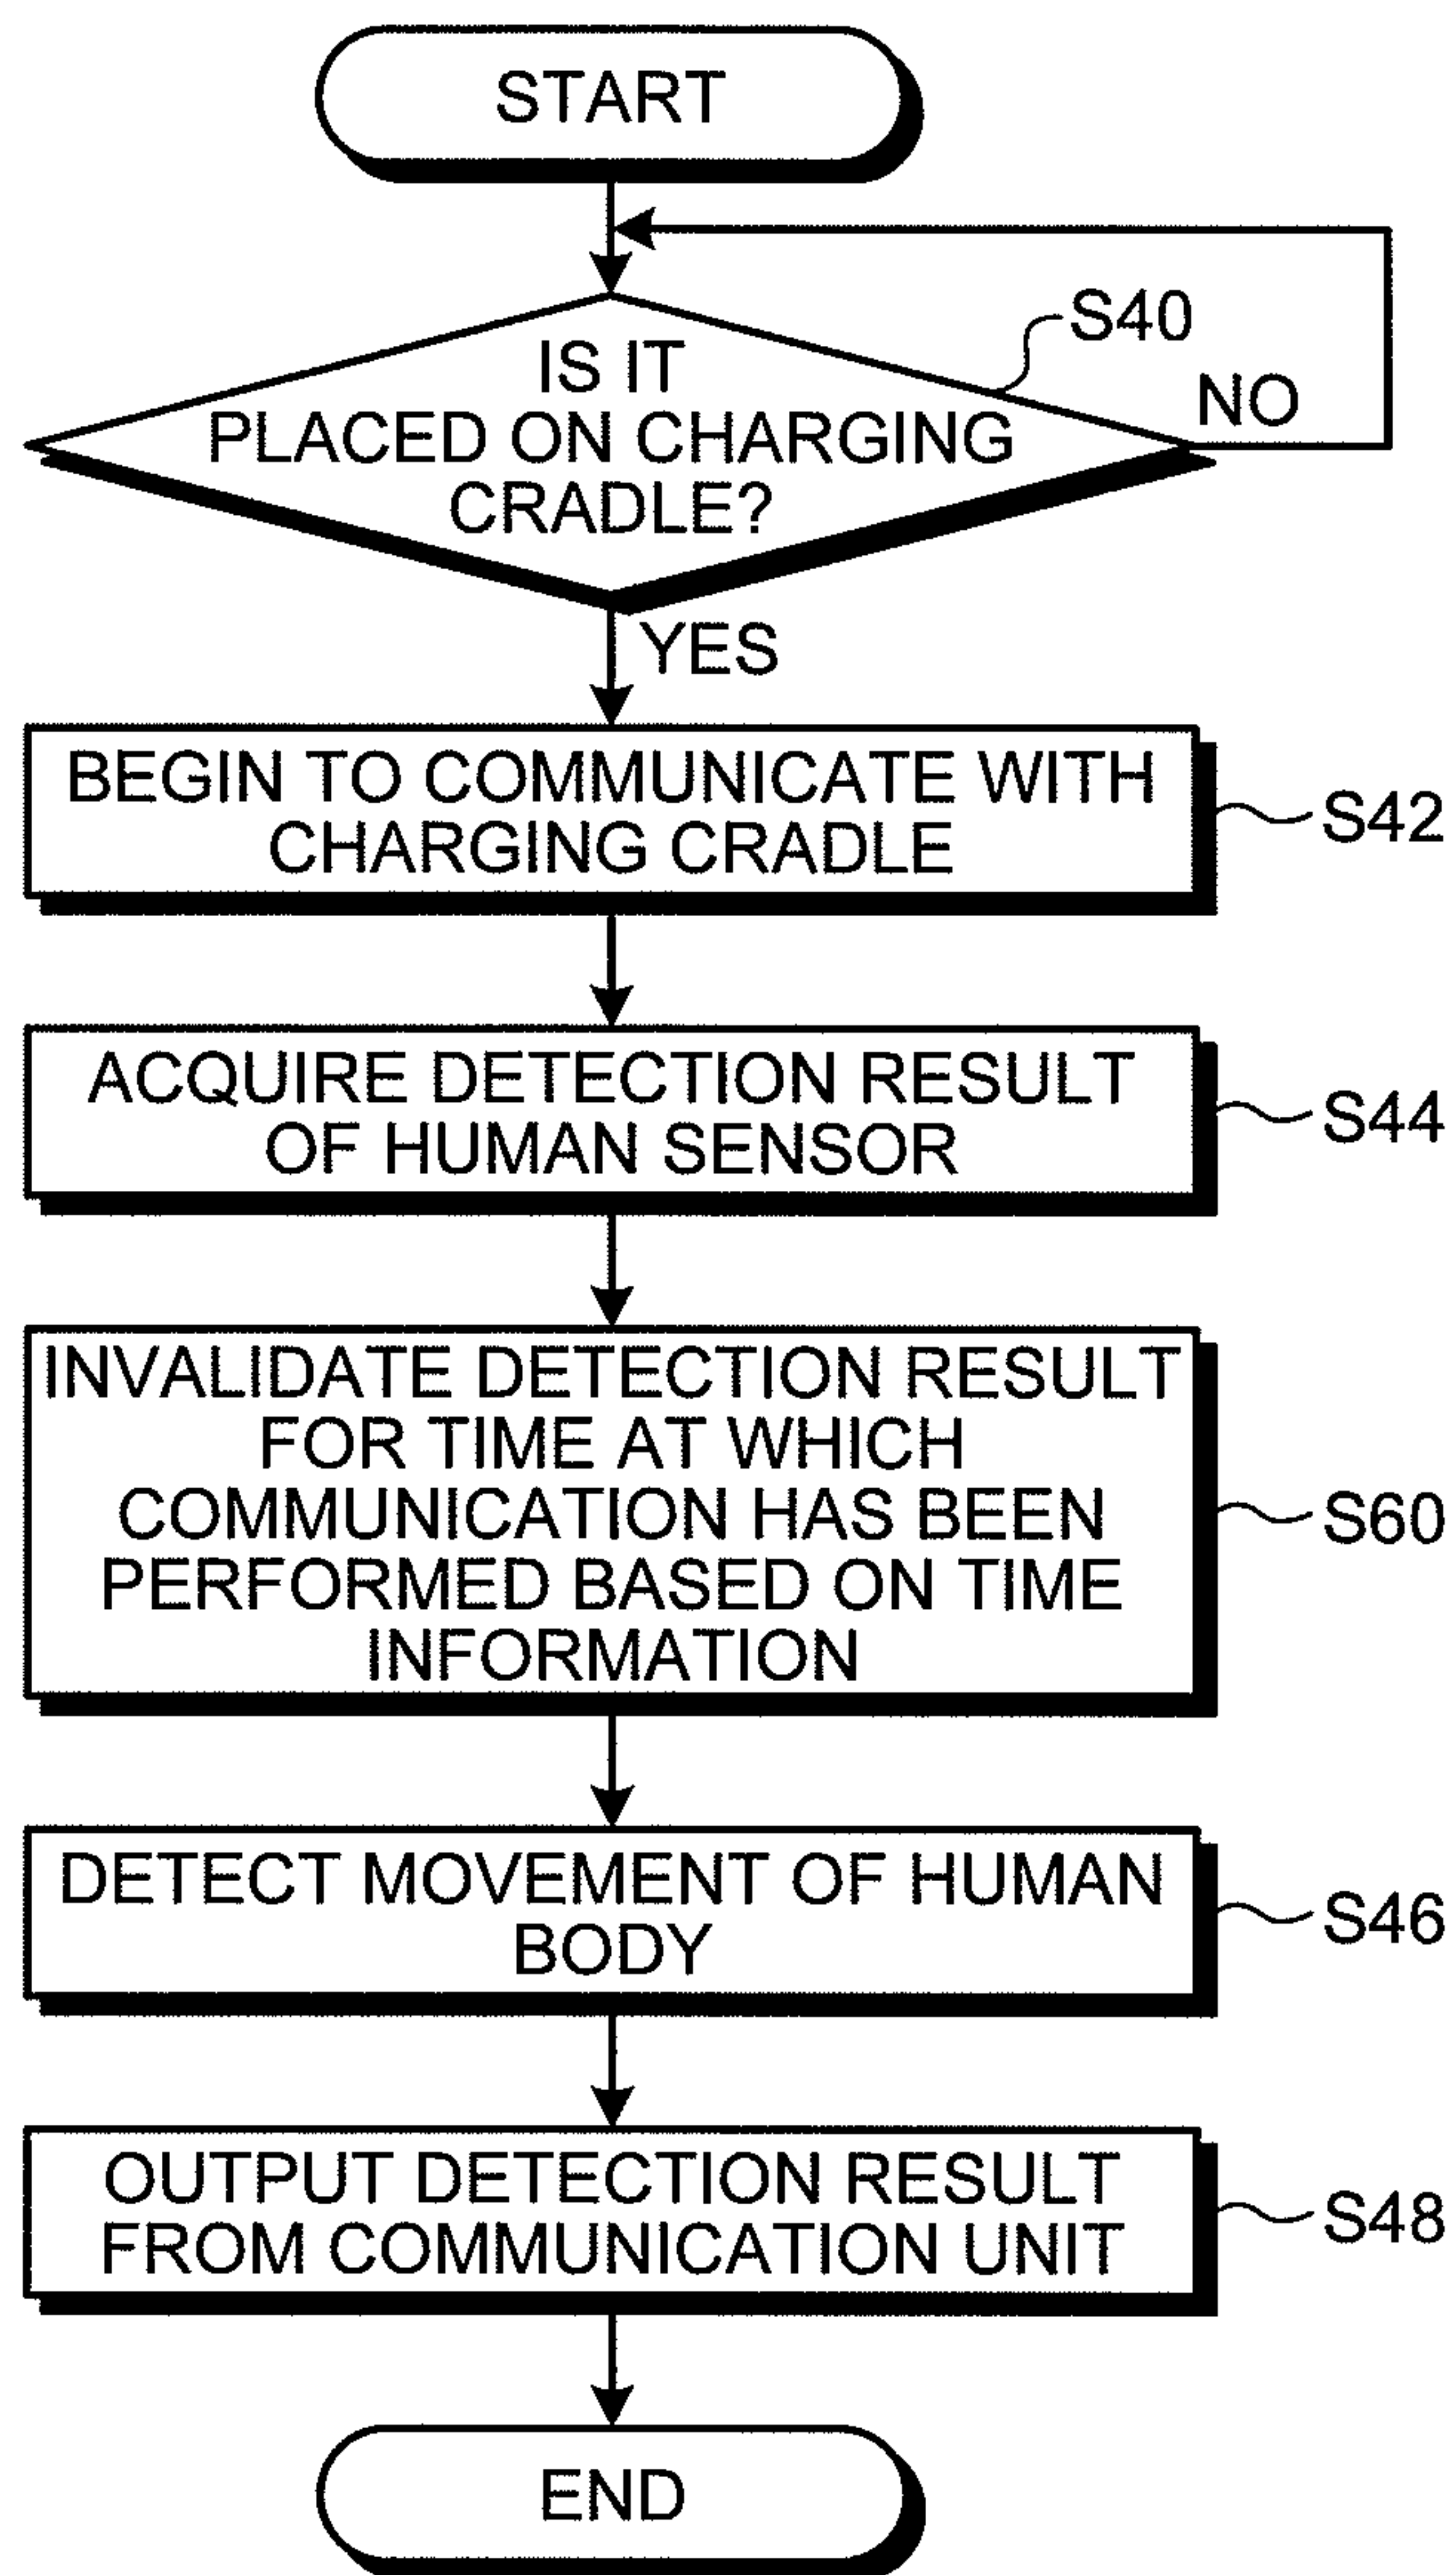 START
S40
IS IT
PLACED ON CHARGING
CRADLE?
NO
YES
BEGIN TO COMMUNICATE WITH
CHARGING CRADLE
S42
ACQUIRE DETECTION RESULT
OF HUMAN SENSOR
S44
INVALIDATE DETECTION RESULT
FOR TIME AT WHICH
COMMUNICATION HAS BEEN
PERFORMED BASED ON TIME
INFORMATION
S60
DETECT MOVEMENT OF HUMAN
BODY
S46
OUTPUT DETECTION RESULT
FROM COMMUNICATION UNIT
S48
END